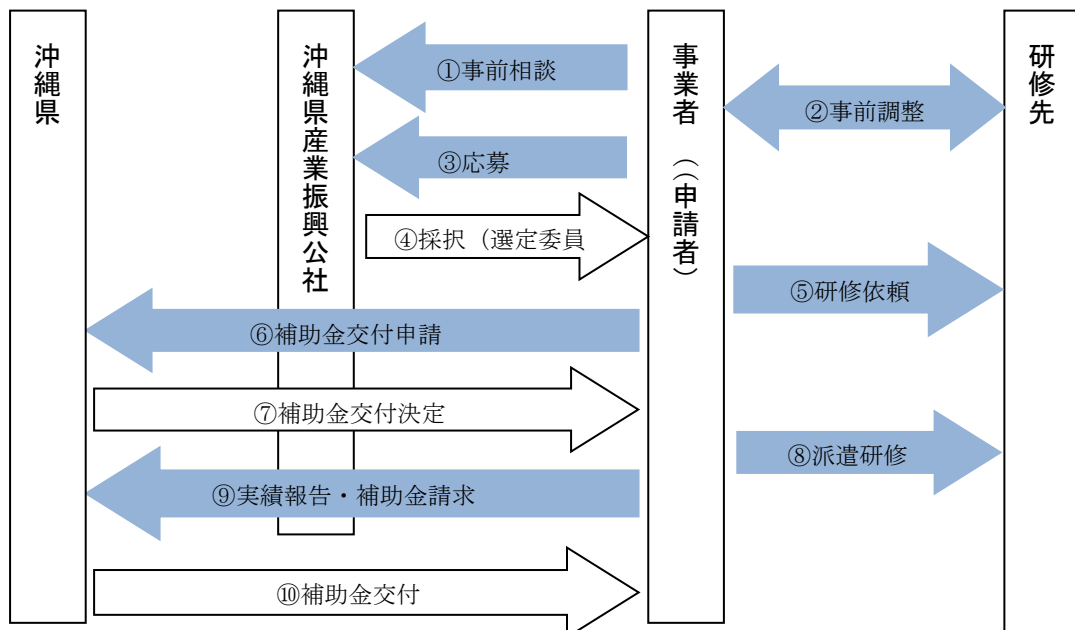 沖縄県
沖縄県産業振興公社
事業者（（申請者））
研修先
①事前相談
②事前調整
③応募
④採択（選定委員
⑤研修依頼
⑥補助金交付申請
⑦補助金交付決定
⑧派遣研修
⑨実績報告・補助金請求
⑩補助金交付